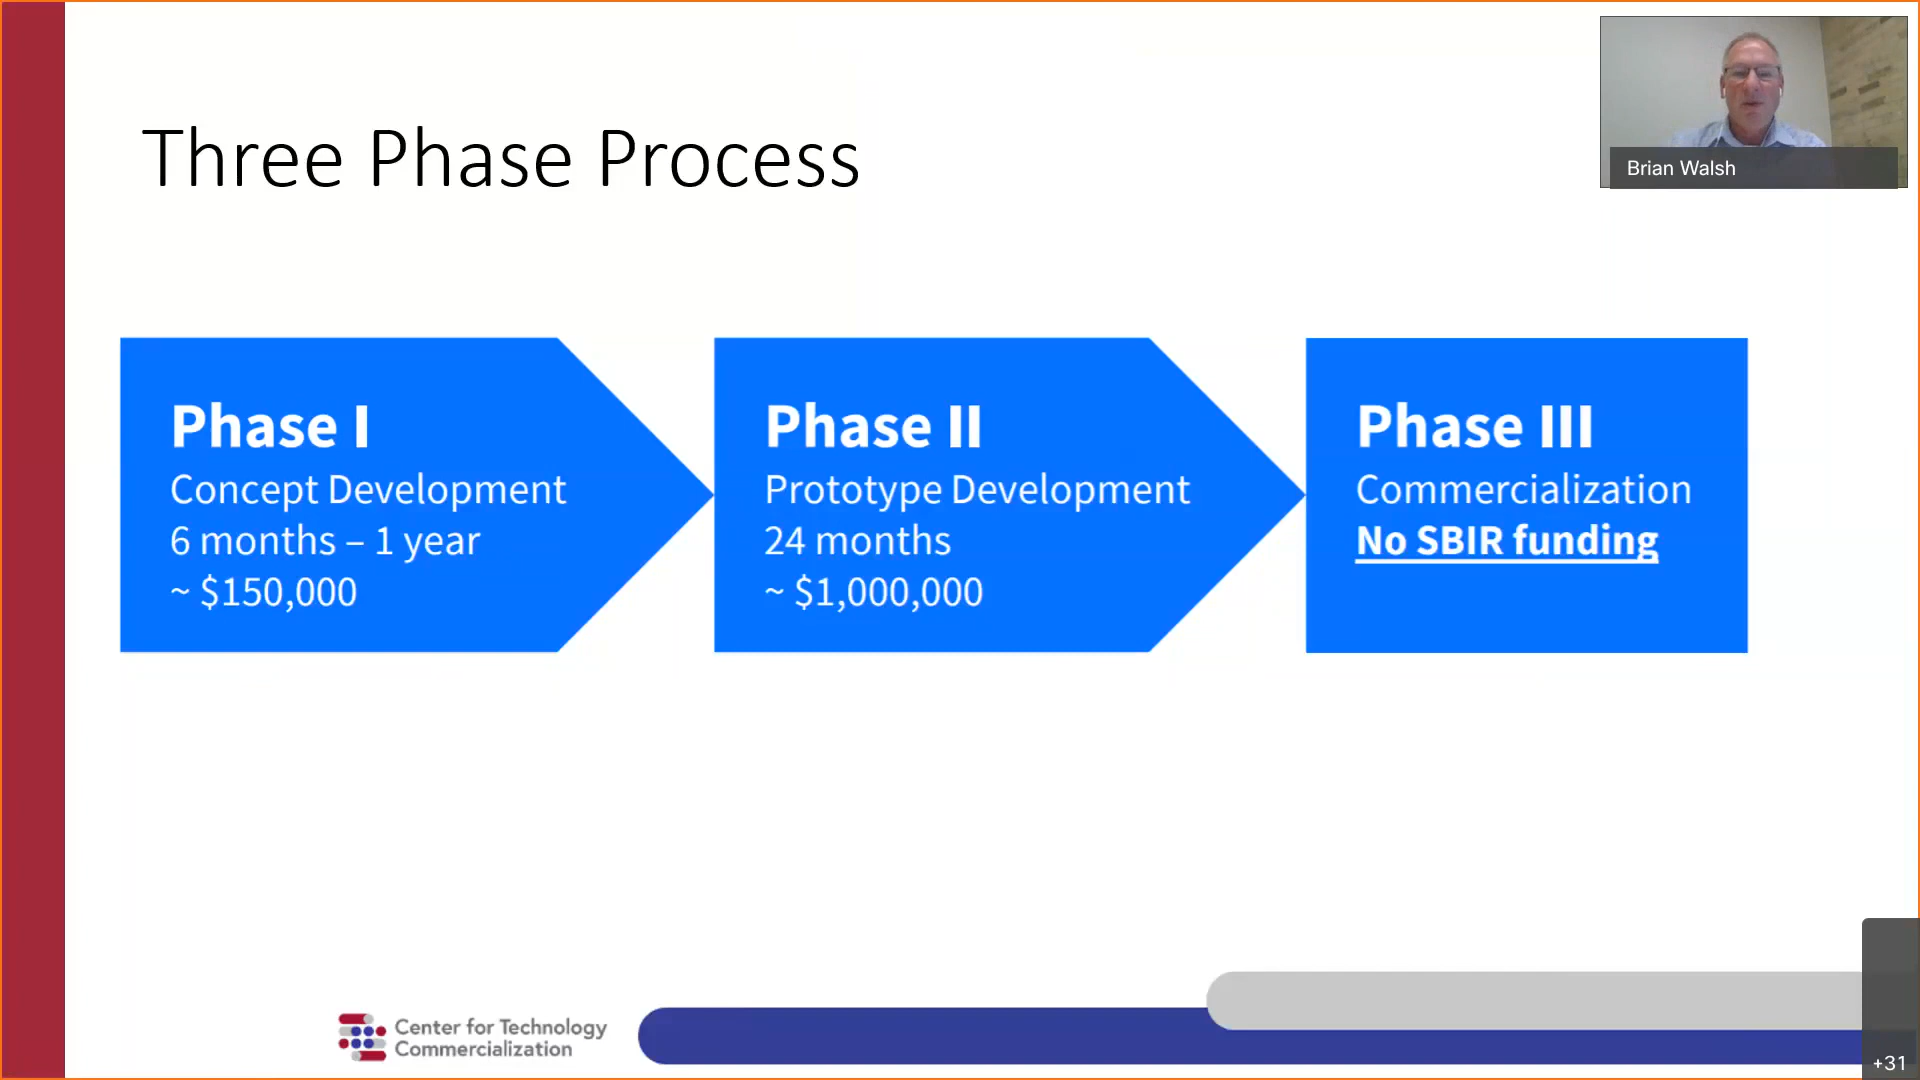 Three Phase Process
Brian Walsh
Phase I
Concept Development
6 months – 1 year
~ $150,000
Phase II
Prototype Development
24 months
~ $1,000,000
Phase III
Commercialization
No SBIR funding
Center for Technology
Commercialization
+31